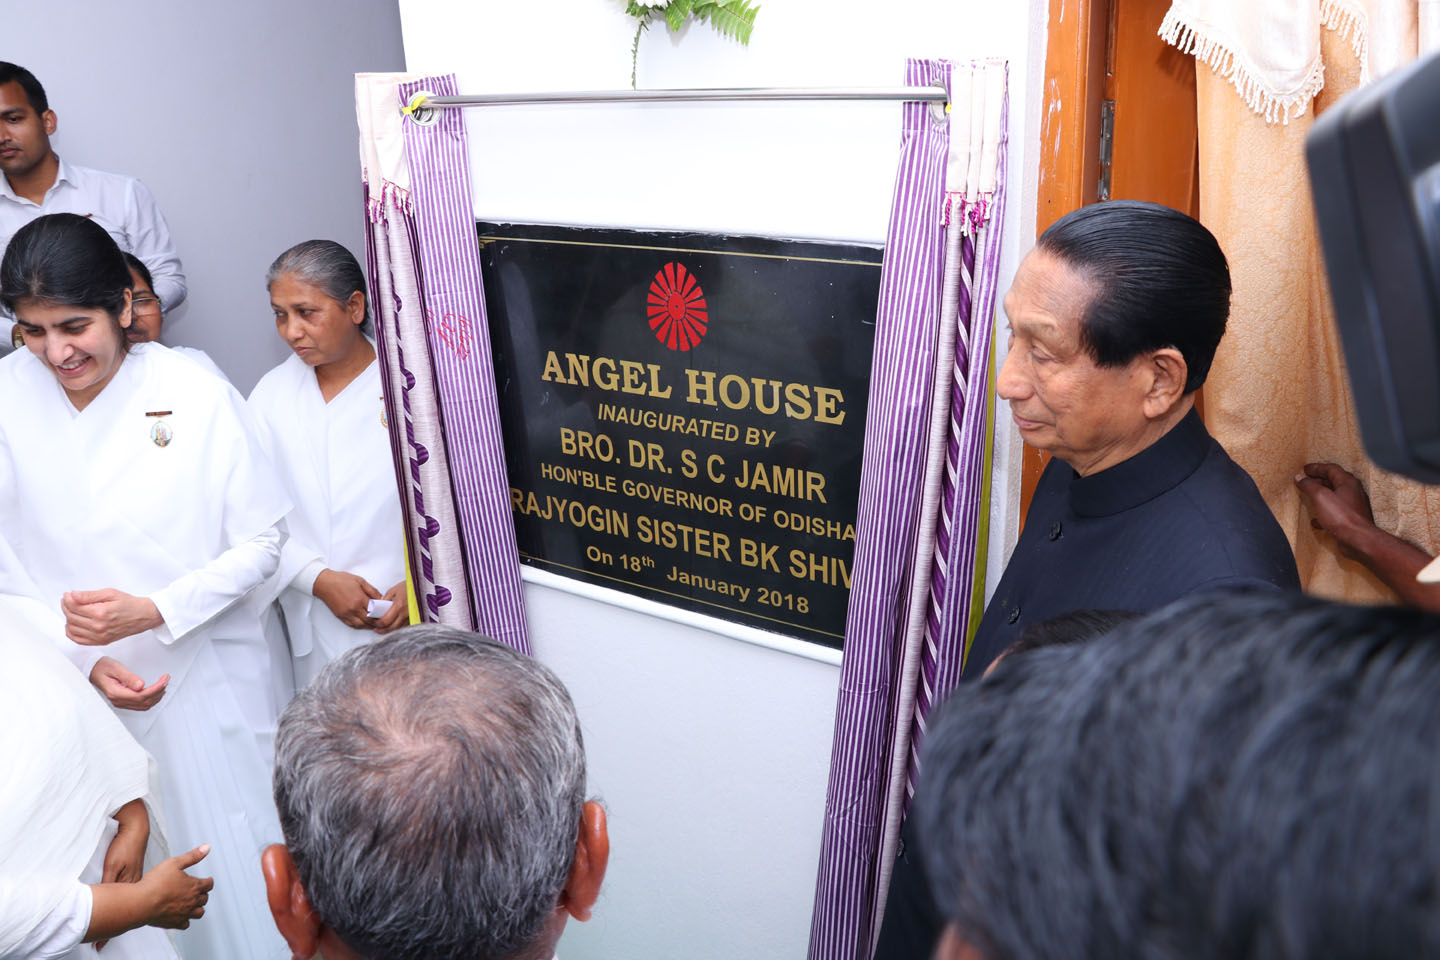 ANGEL HOUSE
INAUGURATED BY
BRO. DR. S C JAMIR
HON'BLE GOVERNOR OF ODISHA
RAJYOGIN SISTER BK SHIV
On 18th January 2018